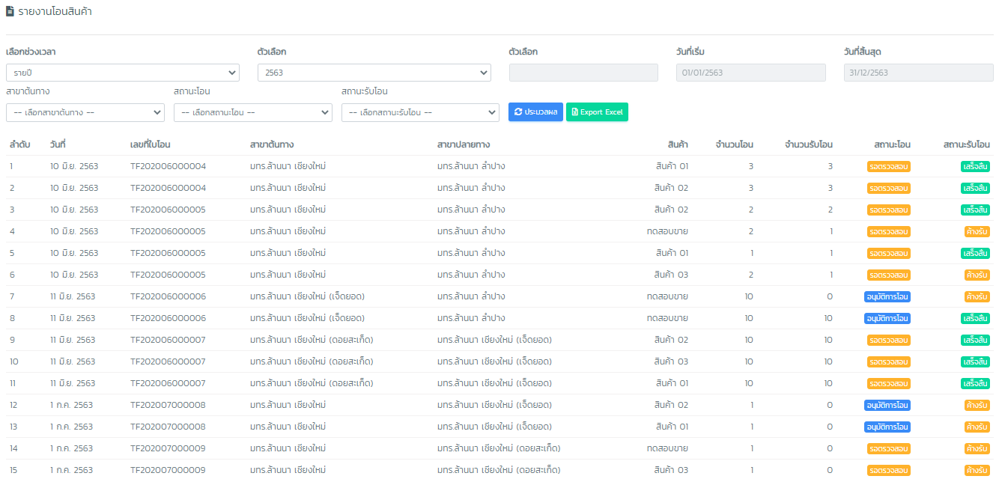 รายงานโอนสินค้า
เลือกช่วงเวลา ตัวเลือก ตัวเลือก วันที่เริ่ม วันที่สิ้นสุด
รายปี 2563 01/01/2563 31/12/2563
สาขาต้นทาง สถานะโอน สถานะรับโอน
-- เลือกสาขาต้นทาง -- -- เลือกสถานะโอน -- -- เลือกสถานะรับโอน -- ประมวลผล Export Excel
ลำดับ วันที่ เลขที่ใบโอน สาขาต้นทาง สาขาปลายทาง สินค้า จำนวนโอน จำนวนรับโอน สถานะโอน สถานะรับโอน
1 10 มิ.ย. 2563 TF202006000004 มทร.ล้านนา เชียงใหม่ มทร.ล้านนา ลำปาง สินค้า 01 3 3 รอตรวจสอบ เสร็จสิ้น
2 10 มิ.ย. 2563 TF202006000004 มทร.ล้านนา เชียงใหม่ มทร.ล้านนา ลำปาง สินค้า 02 3 3 รอตรวจสอบ เสร็จสิ้น
3 10 มิ.ย. 2563 TF202006000005 มทร.ล้านนา เชียงใหม่ มทร.ล้านนา ลำปาง สินค้า 02 2 2 รอตรวจสอบ เสร็จสิ้น
4 10 มิ.ย. 2563 TF202006000005 มทร.ล้านนา เชียงใหม่ มทร.ล้านนา ลำปาง ทดสอบขาย 2 1 รอตรวจสอบ ค้างรับ
5 10 มิ.ย. 2563 TF202006000005 มทร.ล้านนา เชียงใหม่ มทร.ล้านนา ลำปาง สินค้า 01 1 1 รอตรวจสอบ เสร็จสิ้น
6 10 มิ.ย. 2563 TF202006000005 มทร.ล้านนา เชียงใหม่ มทร.ล้านนา ลำปาง สินค้า 03 2 1 รอตรวจสอบ ค้างรับ
7 11 มิ.ย. 2563 TF202006000006 มทร.ล้านนา เชียงใหม่ (เจ็ดยอด) มทร.ล้านนา ลำปาง ทดสอบขาย 10 0 อนุมัติการโอน ค้างรับ
8 11 มิ.ย. 2563 TF202006000006 มทร.ล้านนา เชียงใหม่ (เจ็ดยอด) มทร.ล้านนา ลำปาง ทดสอบขาย 10 10 อนุมัติการโอน เสร็จสิ้น
9 11 มิ.ย. 2563 TF202006000007 มทร.ล้านนา เชียงใหม่ (ดอยสะเก็ด) มทร.ล้านนา เชียงใหม่ (เจ็ดยอด) สินค้า 02 10 10 รอตรวจสอบ เสร็จสิ้น
10 11 มิ.ย. 2563 TF202006000007 มทร.ล้านนา เชียงใหม่ (ดอยสะเก็ด) มทร.ล้านนา เชียงใหม่ (เจ็ดยอด) สินค้า 03 10 10 รอตรวจสอบ เสร็จสิ้น
11 11 มิ.ย. 2563 TF202006000007 มทร.ล้านนา เชียงใหม่ (ดอยสะเก็ด) มทร.ล้านนา เชียงใหม่ (เจ็ดยอด) สินค้า 01 10 10 รอตรวจสอบ เสร็จสิ้น
12 1 ก.ค. 2563 TF202007000008 มทร.ล้านนา เชียงใหม่ มทร.ล้านนา เชียงใหม่ (เจ็ดยอด) สินค้า 02 1 0 อนุมัติการโอน ค้างรับ
13 1 ก.ค. 2563 TF202007000008 มทร.ล้านนา เชียงใหม่ มทร.ล้านนา เชียงใหม่ (เจ็ดยอด) สินค้า 01 1 0 อนุมัติการโอน ค้างรับ
14 1 ก.ค. 2563 TF202007000009 มทร.ล้านนา เชียงใหม่ มทร.ล้านนา เชียงใหม่ (ดอยสะเก็ด) ทดสอบขาย 1 0 รอตรวจสอบ ค้างรับ
15 1 ก.ค. 2563 TF202007000009 มทร.ล้านนา เชียงใหม่ มทร.ล้านนา เชียงใหม่ (ดอยสะเก็ด) สินค้า 03 1 0 รอตรวจสอบ ค้างรับ